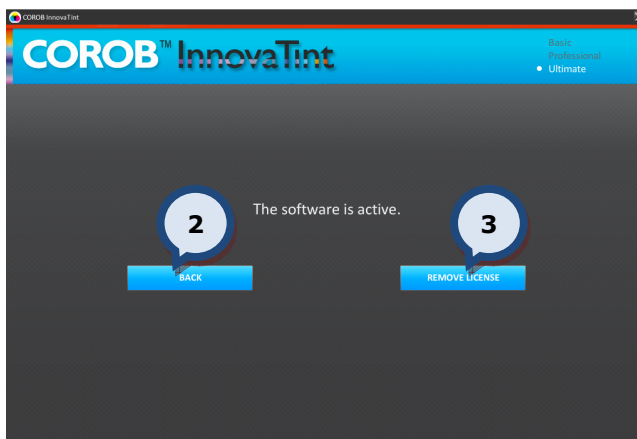 COROB InnovaTint
COROB™ InnovaTint
Basic
Professional
Ultimate
The software is active.
2
3
BACK
REMOVE LICENSE